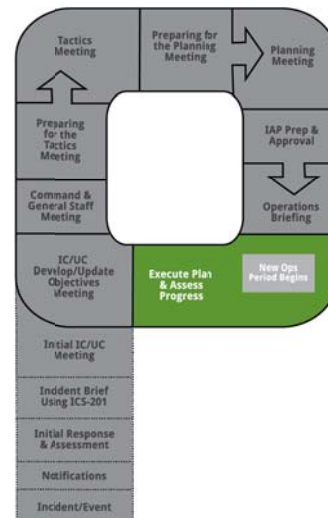 Tactics
Meeting
Preparing for
the Planning
Meeting
Planning
Meeting
Preparing
for the
Tactics
Meeting
IAP Prep &
Approval
Command &
General Staff
Meeting
Operations
Briefing
IC/UC
Develop/Update
Objectives
Meeting
Execute Plan
& Assess
Progress
New Ops
Period Begins
Initial IC/UC
Meeting
Incident Brief
Using ICS-201
Initial Response
& Assessment
Notifications
Incident/Event